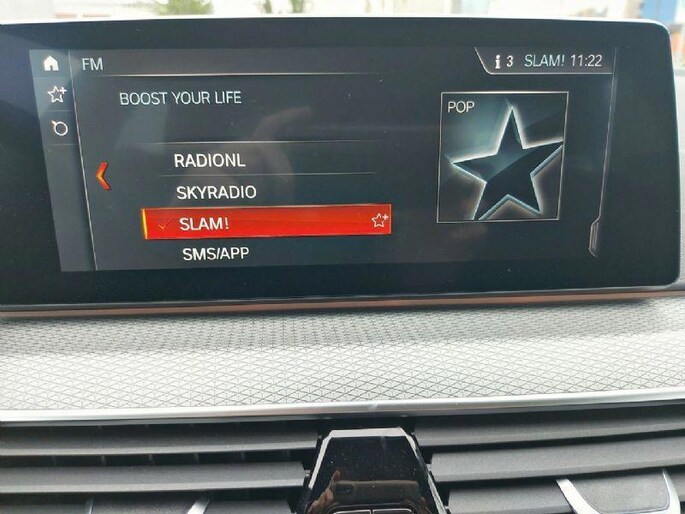 FM
i 3 SLAM! 11:22
BOOST YOUR LIFE
POP
RADIONL
SKYRADIO
SLAM!
SMS/APP